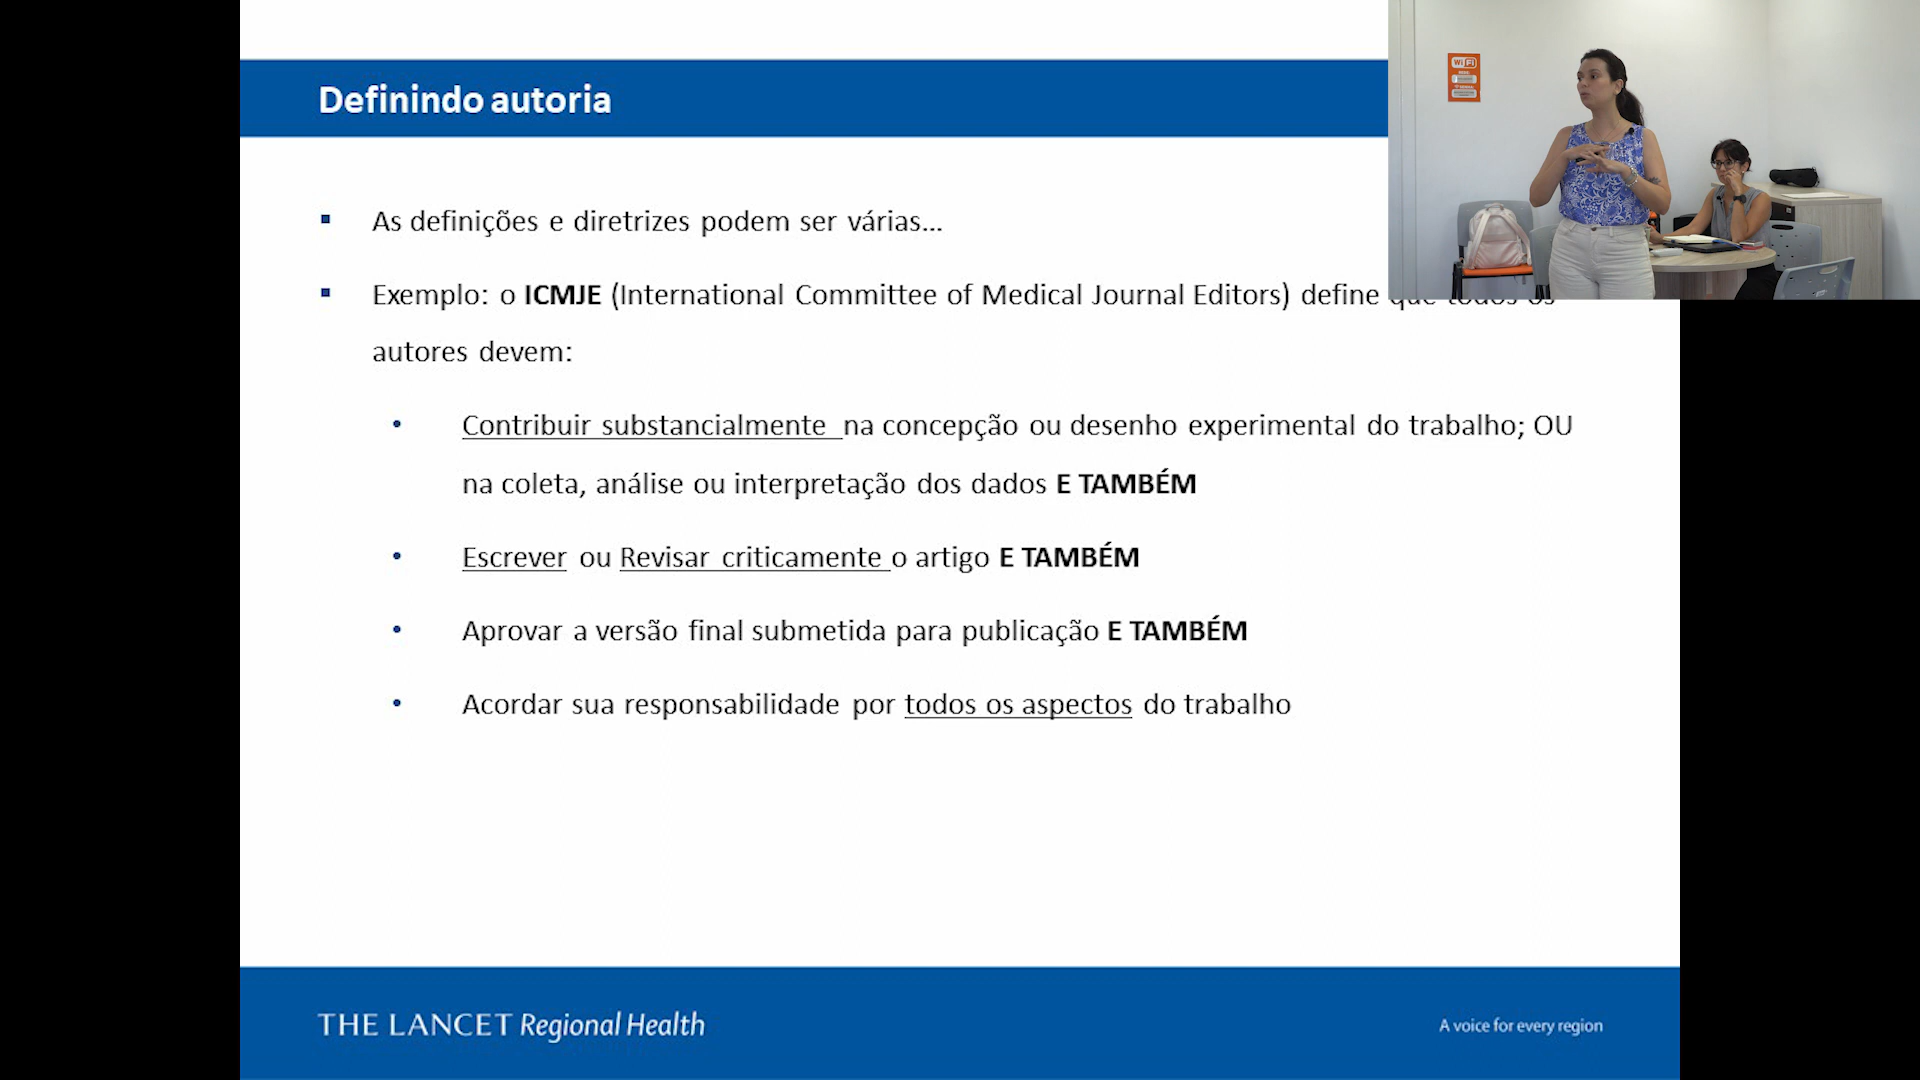 Definindo autoria
WiFi
As definições e diretrizes podem ser várias...
Exemplo: o ICMJE (International Committee of Medical Journal Editors) define que todos os
autores devem:
Contribuir substancialmente na concepção ou desenho experimental do trabalho; OU
na coleta, análise ou interpretação dos dados E TAMBÉM
Escrever ou Revisar criticamente o artigo E TAMBÉM
Aprovar a versão final submetida para publicação E TAMBÉM
Acordar sua responsabilidade por todos os aspectos do trabalho
THE LANCET Regional Health
A voice for every region